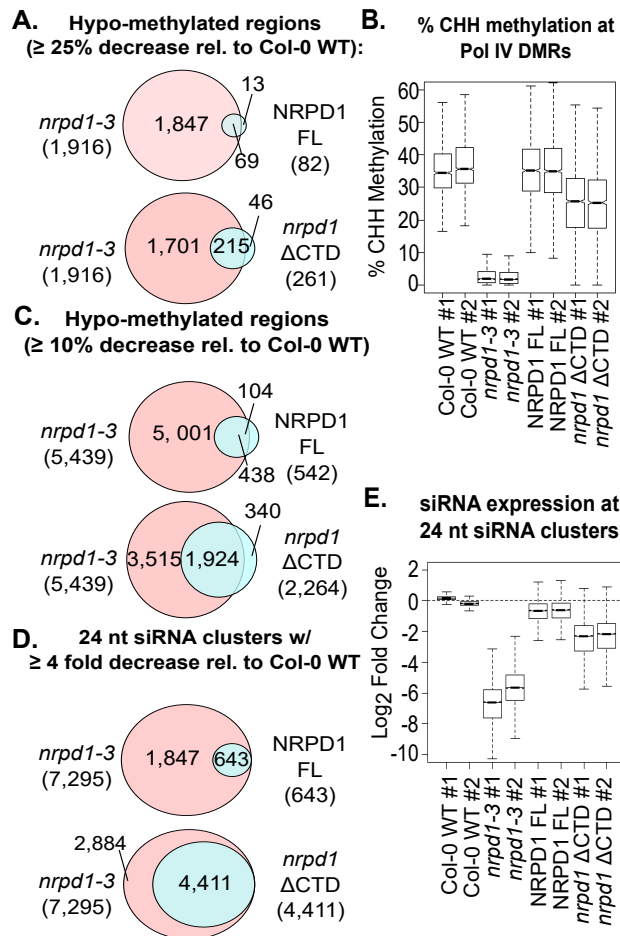 A. Hypo-methylated regions
(≥ 25% decrease rel. to Col-0 WT):
nrpd1-3
(1,916)
1,847
13
69
NRPD1
FL
(82)
nrpd1-3
(1,916)
1,701
215
46
nrpd1
ΔCTD
(261)
B. % CHH methylation at
Pol IV DMRs
% CHH Methylation
60
50
40
30
20
10
0
Col-0 WT #1
Col-0 WT #2
nrpd1-3 #1
nrpd1-3 #2
NRPD1 FL #1
NRPD1 FL #2
nrpd1 ΔCTD #1
nrpd1 ΔCTD #2
C. Hypo-methylated regions
(≥ 10% decrease rel. to Col-0 WT)
nrpd1-3
(5,439)
5, 001
104
438
NRPD1
FL
(542)
nrpd1-3
(5,439)
3,515
1,924
340
nrpd1
ΔCTD
(2,264)
D. 24 nt siRNA clusters w/
≥ 4 fold decrease rel. to Col-0 WT
nrpd1-3
(7,295)
1,847
643
NRPD1
FL
(643)
2,884
nrpd1-3
(7,295)
4,411
nrpd1
ΔCTD
(4,411)
E. siRNA expression at
24 nt siRNA clusters
Log2 Fold Change
2
0
-2
-4
-6
-8
-10
Col-0 WT #1
Col-0 WT #2
nrpd1-3 #1
nrpd1-3 #2
NRPD1 FL #1
NRPD1 FL #2
nrpd1 ΔCTD #1
nrpd1 ΔCTD #2